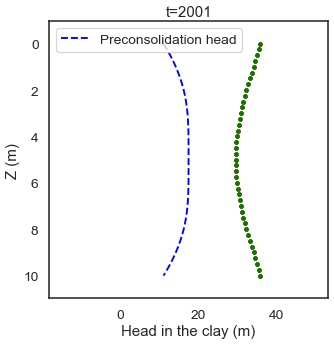 t=2001
Preconsolidation head
0
2
4
6
8
10
Z (m)
0 20 40
Head in the clay (m)